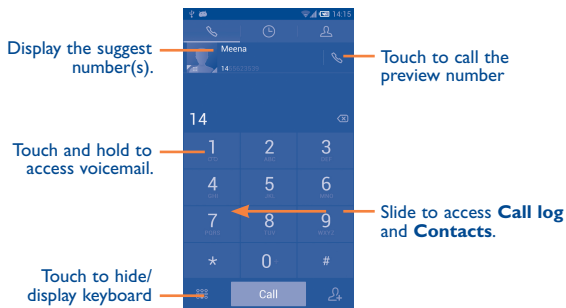 14:15
Display the suggest
number(s).
Meena
Touch to call the
preview number
14
Touch and hold to
access voicemail.
1
2
ABC
3
DEF
4
GHI
5
JKL
6
MNO
7
PQRS
8
TUV
9
WXYZ
Slide to access Call log
and Contacts.
*
0
#
Touch to hide/
display keyboard
Call